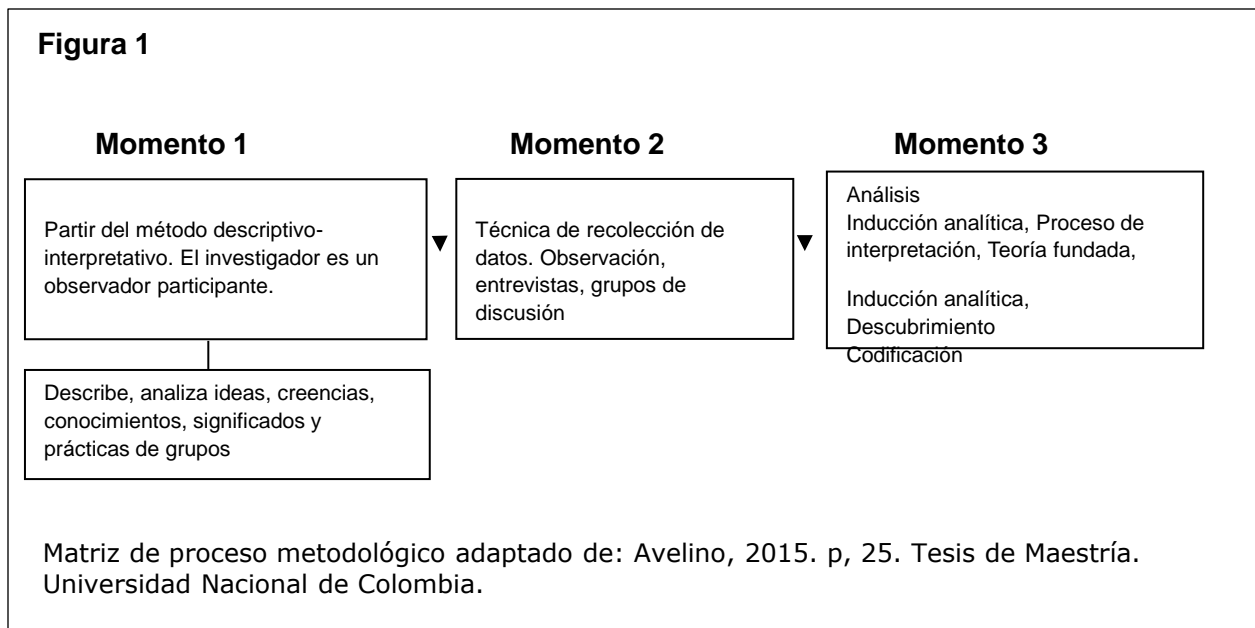 Figura 1
Momento 1
Partir del método descriptivo-
interpretativo. El investigador es un
observador participante.
Describe, analiza ideas, creencias,
conocimientos, significados y
prácticas de grupos
Momento 2
Técnica de recolección de
datos. Observación,
entrevistas, grupos de
discusión
Momento 3
Análisis
Inducción analítica, Proceso de
interpretación, Teoría fundada,
Inducción analítica,
Descubrimiento
Codificación
Matriz de proceso metodológico adaptado de: Avelino, 2015. p, 25. Tesis de Maestría.
Universidad Nacional de Colombia.